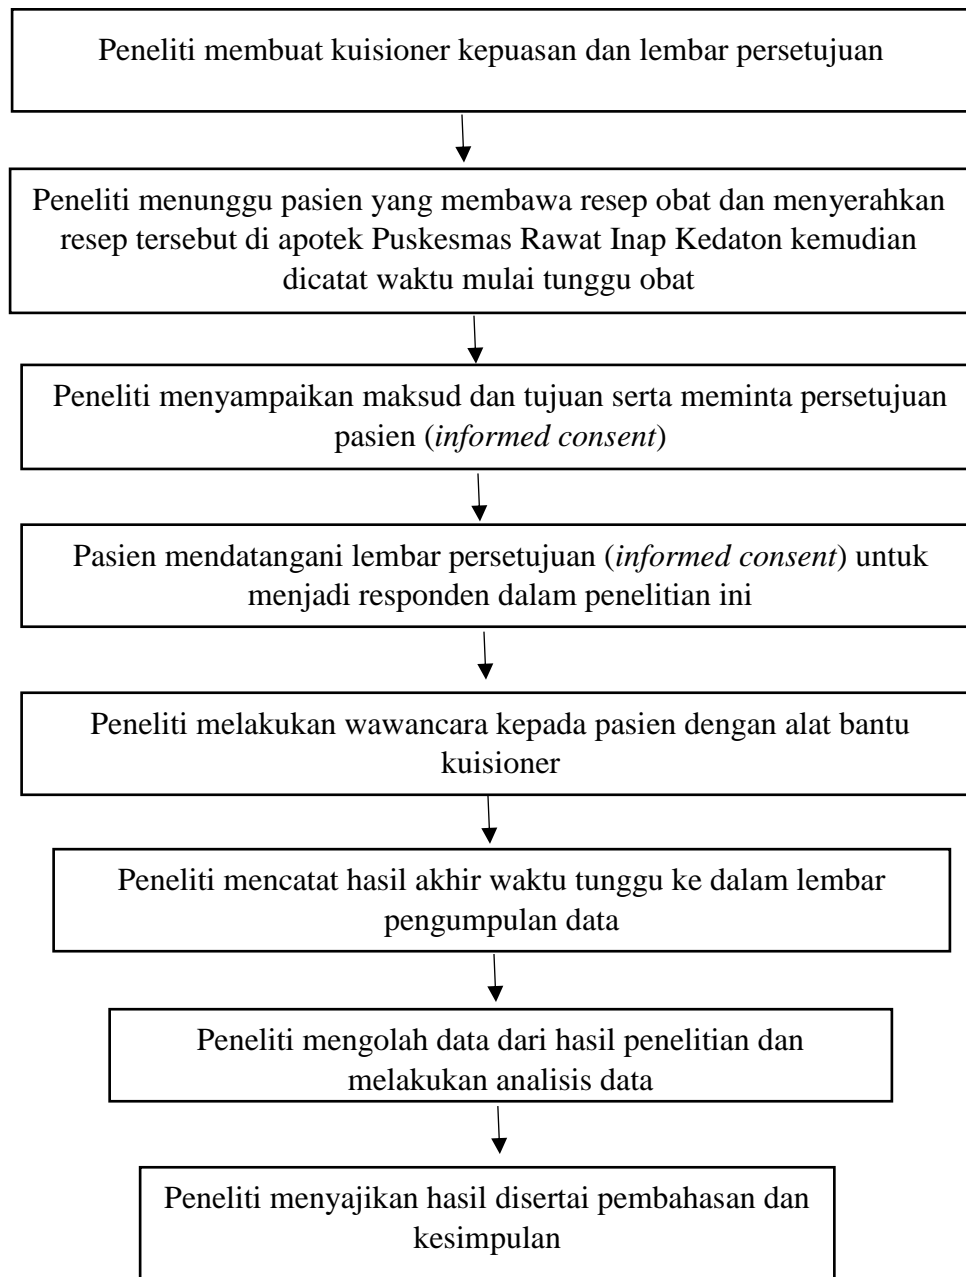 Peneliti membuat kuisioner kepuasan dan lembar persetujuan
Peneliti menunggu pasien yang membawa resep obat dan menyerahkan
resep tersebut di apotek Puskesmas Rawat Inap Kedaton kemudian
dicatat waktu mulai tunggu obat
Peneliti menyampaikan maksud dan tujuan serta meminta persetujuan
pasien (informed consent)
Pasien mendatangani lembar persetujuan (informed consent) untuk
menjadi responden dalam penelitian ini
Peneliti melakukan wawancara kepada pasien dengan alat bantu
kuisioner
Peneliti mencatat hasil akhir waktu tunggu ke dalam lembar
pengumpulan data
Peneliti mengolah data dari hasil penelitian dan
melakukan analisis data
Peneliti menyajikan hasil disertai pembahasan dan
kesimpulan